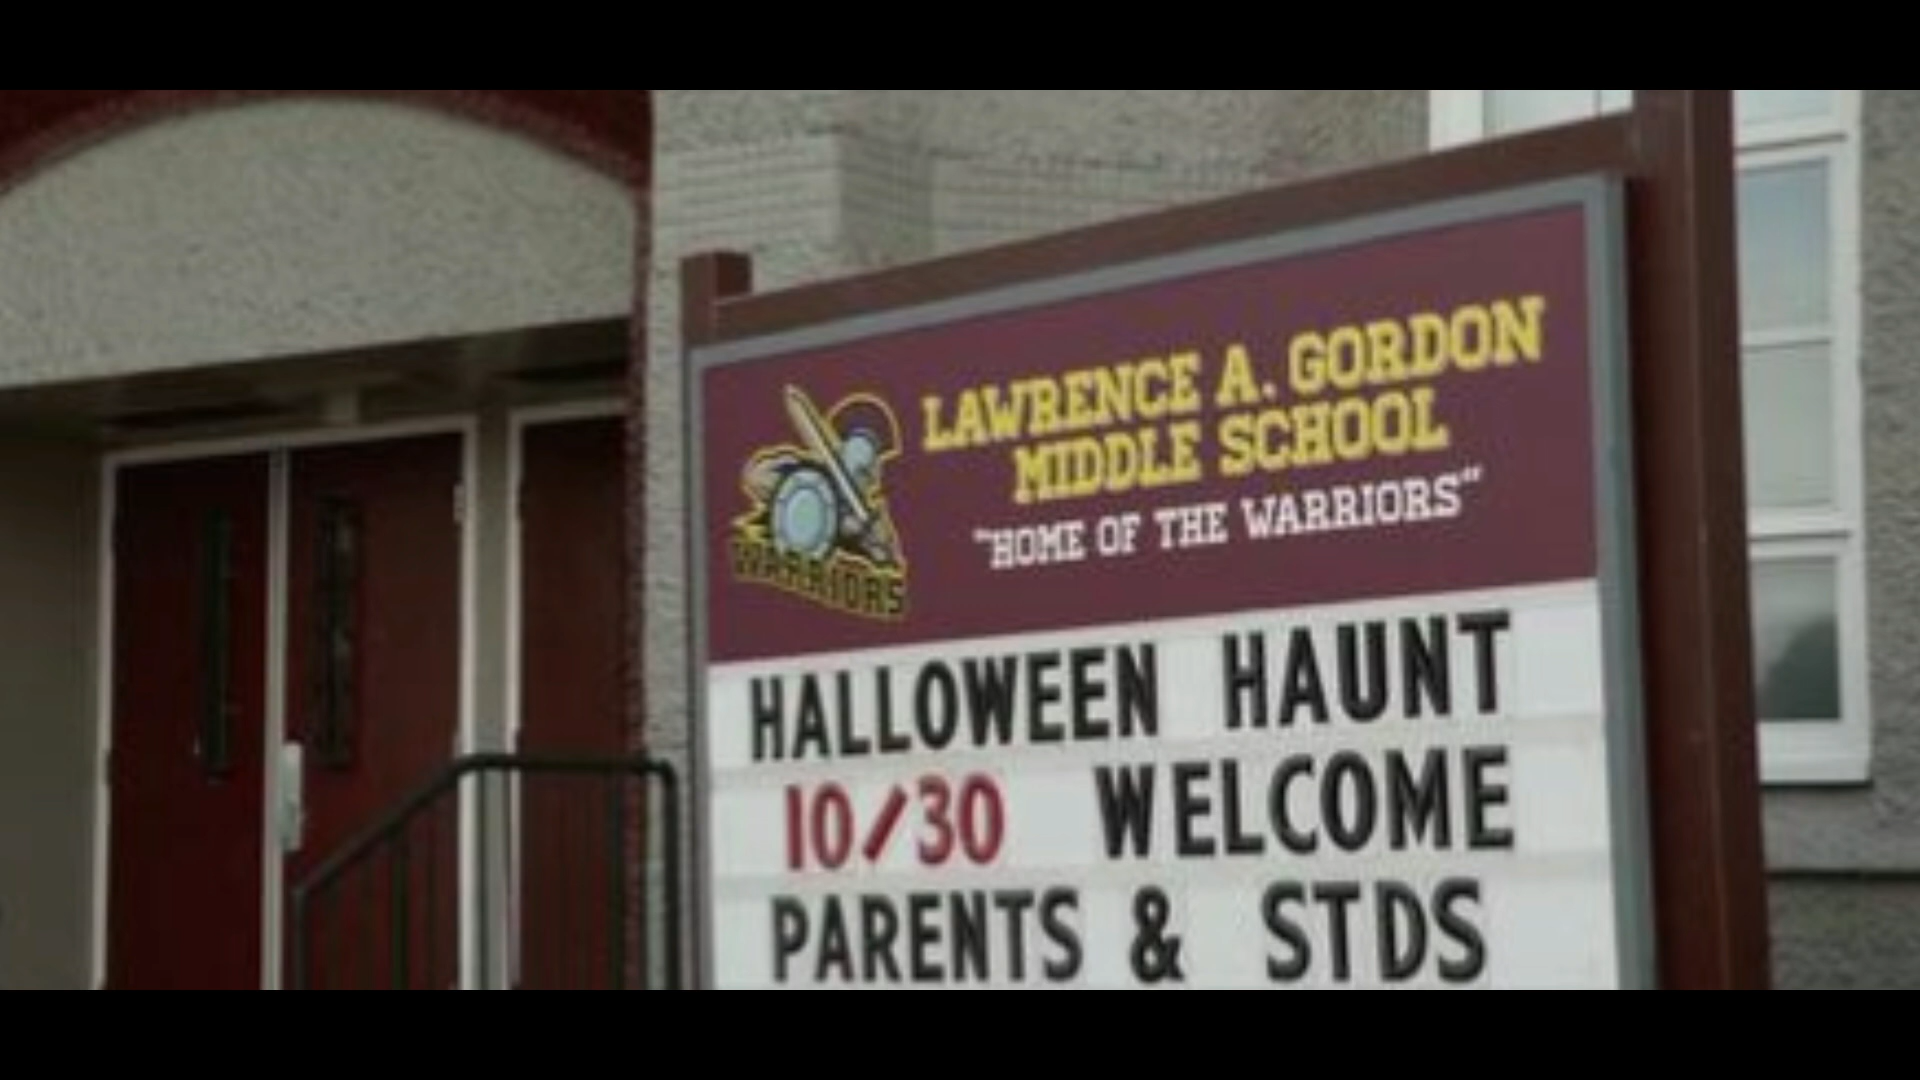 LAWRENCE A. GORDON
MIDDLE SCHOOL
"HOME OF THE WARRIORS"
WARRIORS
HALLOWEEN HAUNT
10/30 WELCOME
PARENTS & STDS